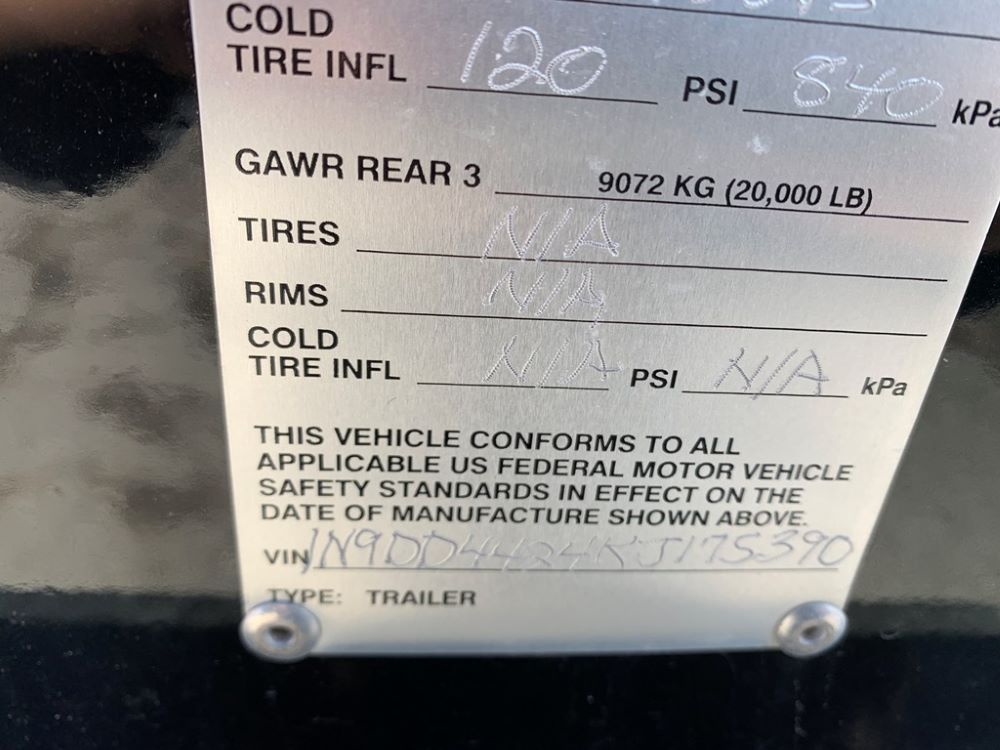 COLD
TIRE INFL 120 PSI 840 kPa
GAWR REAR 3 9072 KG (20,000 LB)
TIRES N/A
RIMS N/A
COLD
TIRE INFL N/A PSI N/A kPa
THIS VEHICLE CONFORMS TO ALL
APPLICABLE US FEDERAL MOTOR VEHICLE
SAFETY STANDARDS IN EFFECT ON THE
DATE OF MANUFACTURE SHOWN ABOVE.
VIN 1N9DD4424KJ175390
TYPE: TRAILER